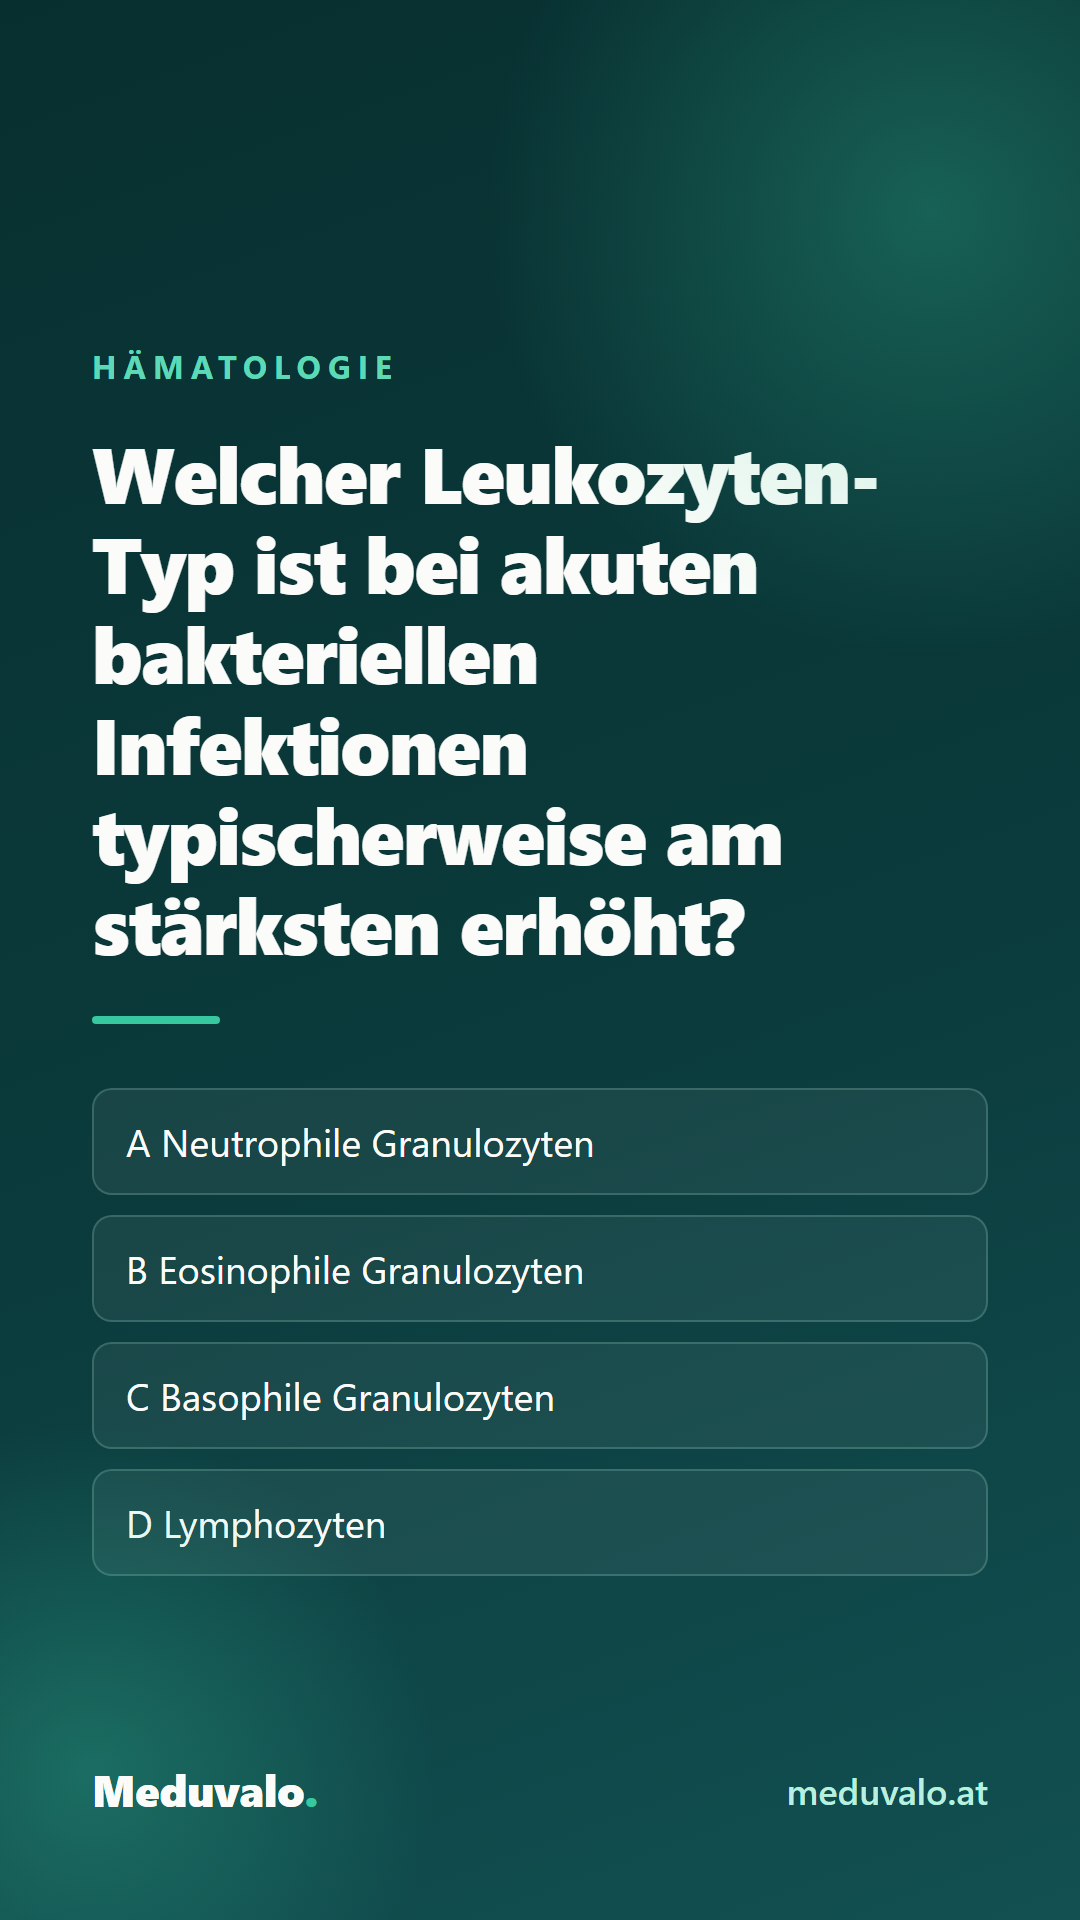 HÄMATOLOGIE
Welcher Leukozyten-
Typ ist bei akuten
bakteriellen
Infektionen
typischerweise am
stärksten erhöht?
A Neutrophile Granulozyten
B Eosinophile Granulozyten
C Basophile Granulozyten
D Lymphozyten
Meduvalo.
meduvalo.at